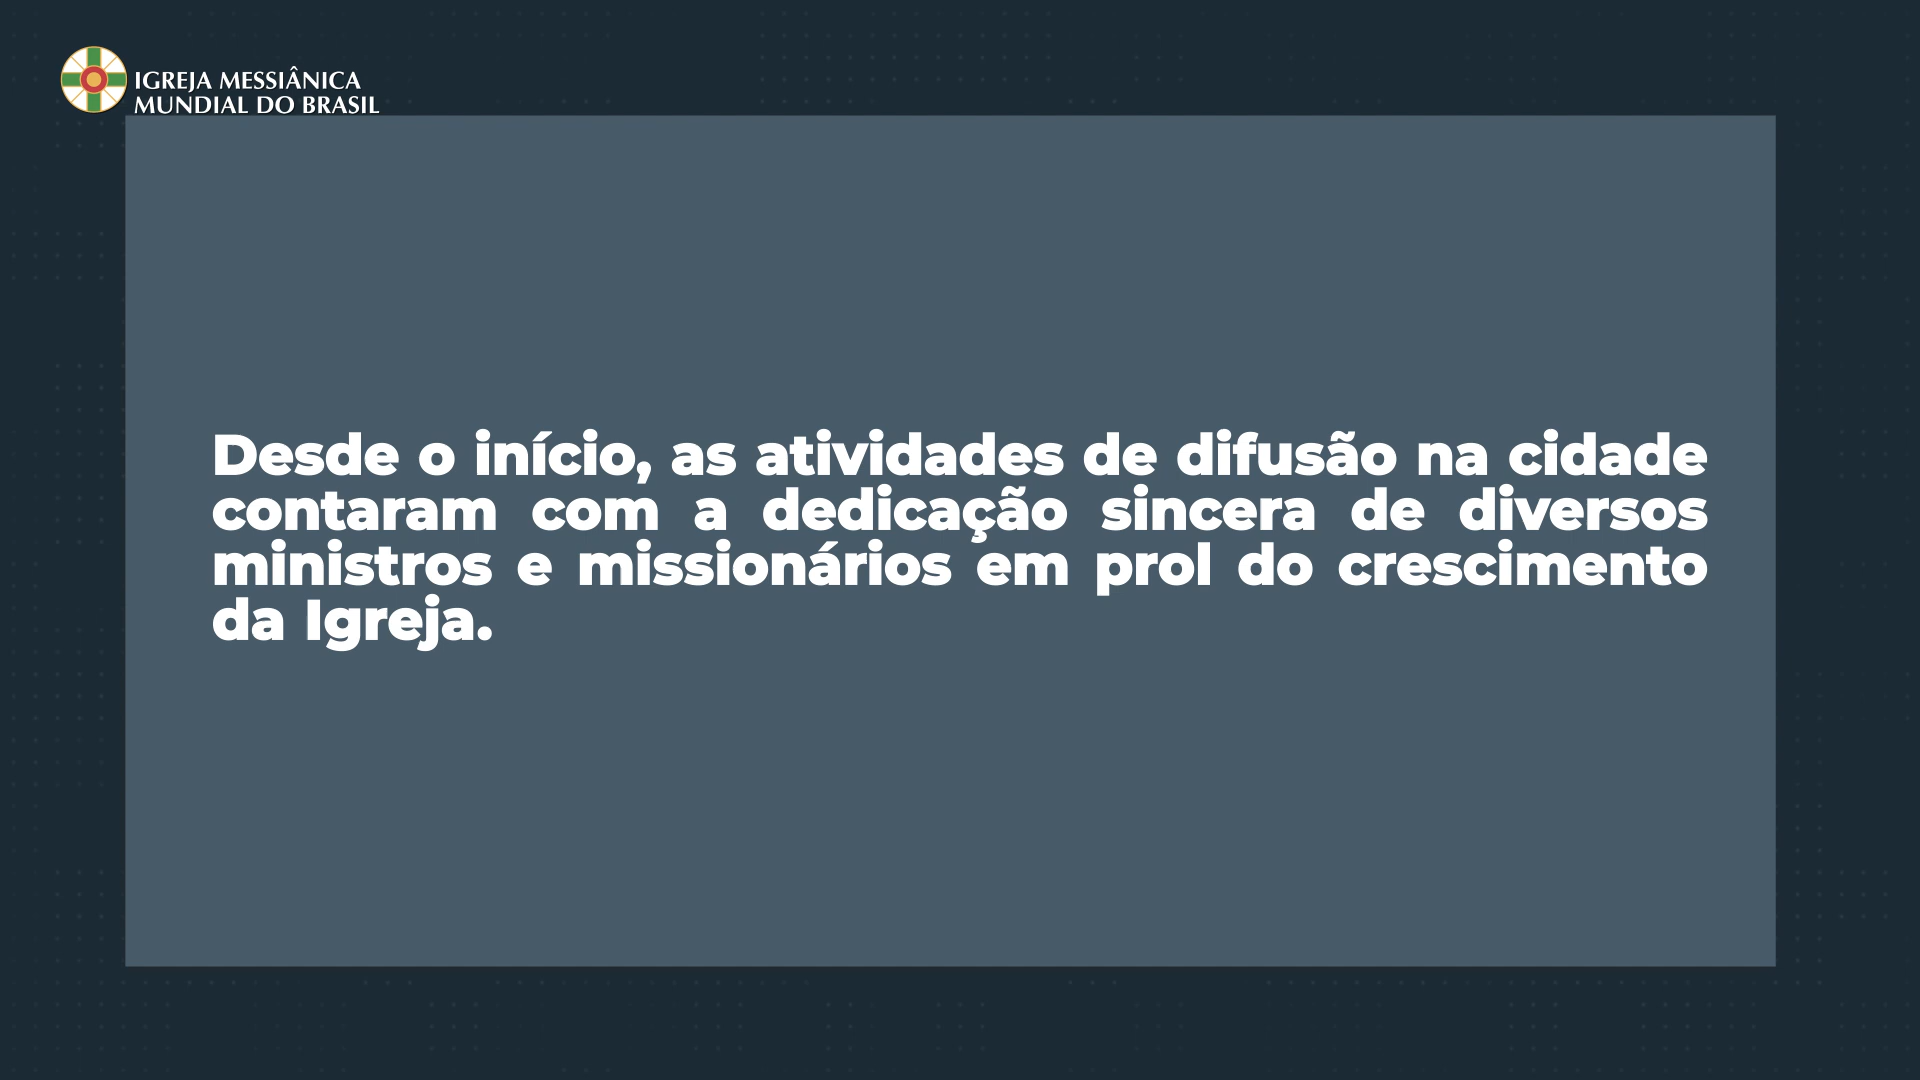 IGREJA MESSIÂNICA
MUNDIAL DO BRASIL
Desde o início, as atividades de difusão na cidade
contaram com a dedicação sincera de diversos
ministros e missionários em prol do crescimento
da Igreja.